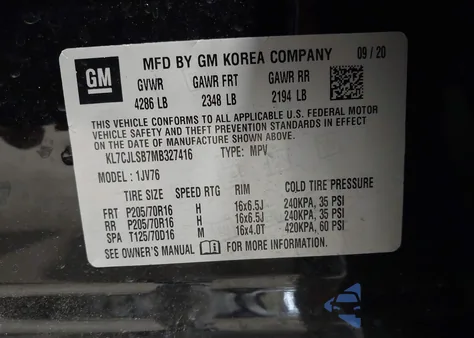 GM
MFD BY GM KOREA COMPANY 09/20
GVWR GAWR FRT GAWR RR
4286 LB 2348 LB 2194 LB
THIS VEHICLE CONFORMS TO ALL APPLICABLE U.S. FEDERAL MOTOR
VEHICLE SAFETY AND THEFT PREVENTION STANDARDS IN EFFECT
ON THE DATE OF MANUFACTURE SHOWN ABOVE.
KL7CJLSB7MB327416 TYPE: MPV
MODEL: 1JV76
TIRE SIZE SPEED RTG RIM COLD TIRE PRESSURE
FRT P205/70R16 H 16x6.5J 240KPA, 35 PSI
RR P205/70R16 H 16x6.5J 240KPA, 35 PSI
SPA T125/70D16 M 16x4.0T 420KPA, 60 PSI
SEE OWNER'S MANUAL FOR MORE INFORMATION.